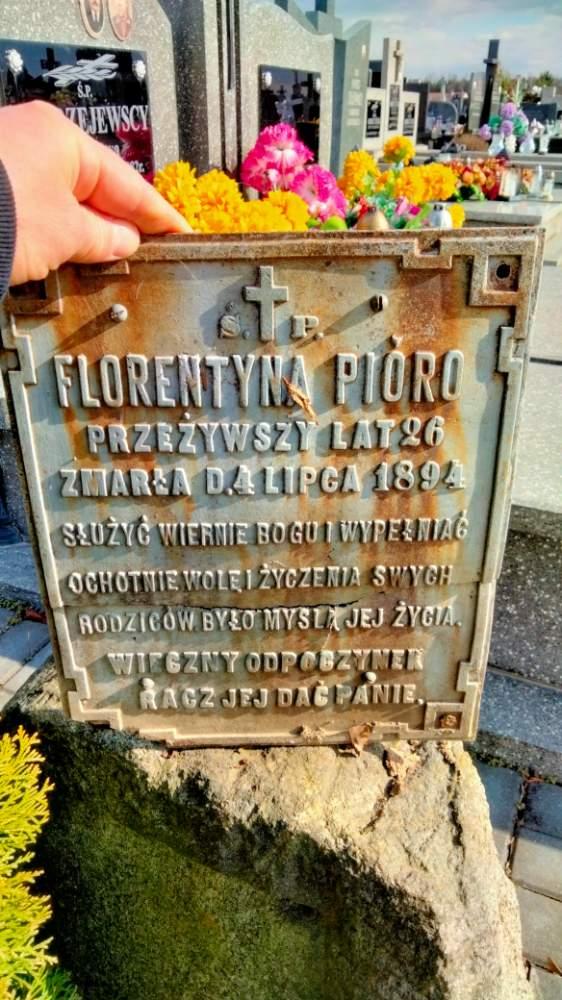 Ś.P.
ZEJEWSCY
Ś. P.
FLORENTYNA PIÓRO
PRZEŻYWSZY LAT 26
ZMARŁA D.4 LIPCA 1894
SŁUŻYĆ WIERNIE BOGU I WYPEŁNIAĆ
OCHOTNIE WOLĘ I ŻYCZENIA SWYCH
RODZICÓW BYŁO MYŚLĄ JEJ ŻYCIA.
WIECZNY ODPOCZYNEK
RACZ JEJ DAĆ PANIE.